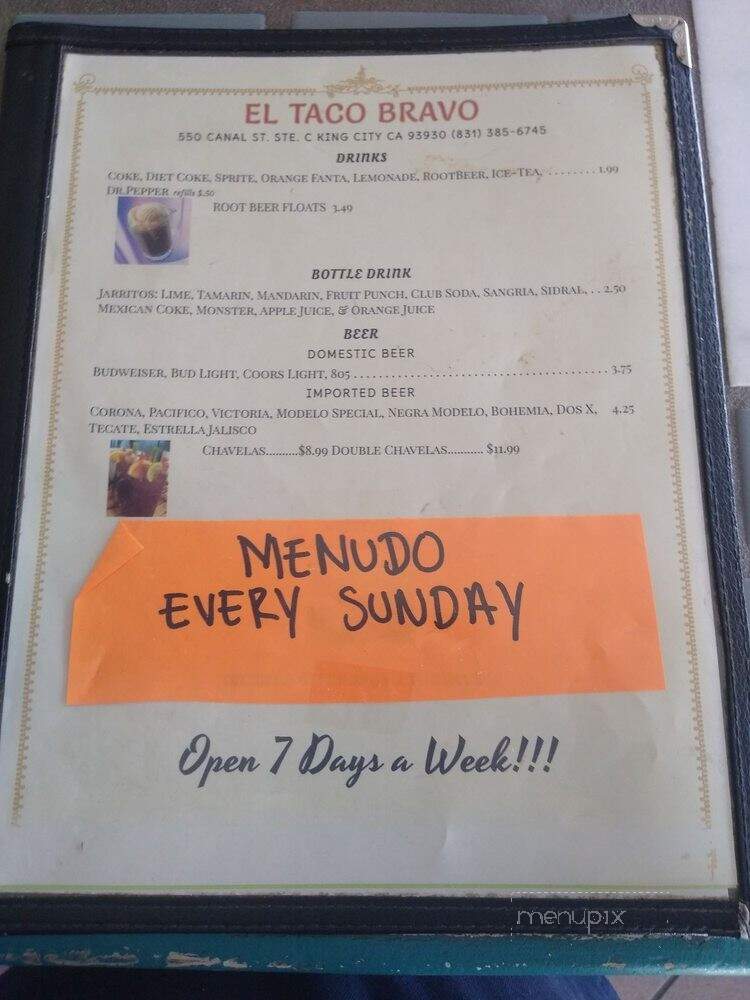 EL TACO BRAVO
550 CANAL ST. STE. C KING CITY CA 93930 (831) 385-6745
DRINKS
COKE, DIET COKE, SPRITE, ORANGE FANTA, LEMONADE, ROOTBEER, ICE-TEA, ........ 1.99
DR.PEPPER refills $.50
ROOT BEER FLOATS 3.49
BOTTLE DRINK
JARRITOS: LIME, TAMARIN, MANDARIN, FRUIT PUNCH, CLUB SODA, SANGRIA, SIDRAL, . . 2.50
MEXICAN COKE, MONSTER, APPLE JUICE, & ORANGE JUICE
BEER
DOMESTIC BEER
BUDWEISER, BUD LIGHT, COORS LIGHT, 805 ............................................. 3.75
IMPORTED BEER
CORONA, PACIFICO, VICTORIA, MODELO SPECIAL, NEGRA MODELO, BOHEMIA, DOS X, 4.25
TECATE, ESTRELLA JALISCO
CHAVELAS..........$8.99 DOUBLE CHAVELAS........... $11.99
MENUDO
EVERY SUNDAY
Open 7 Days a Week!!!
menupix